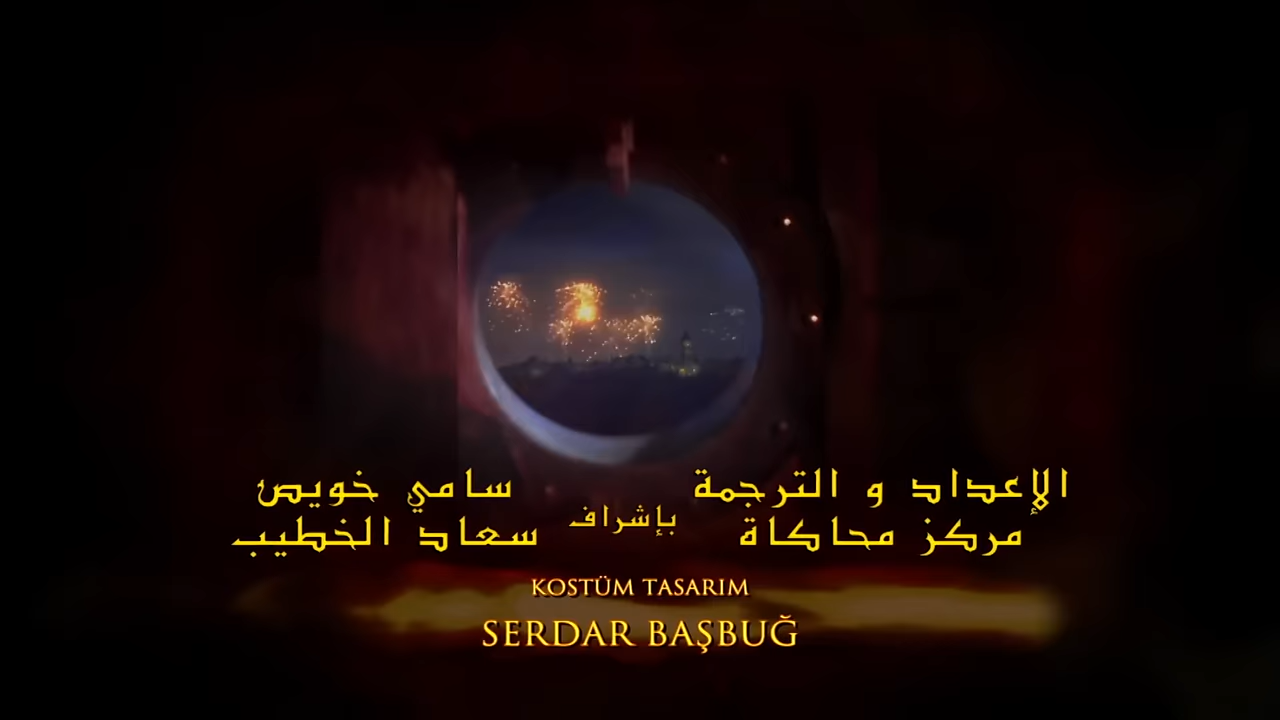 الإعداد و الترجمة
مركز محاكاة
بإشراف
سامي خويص
سعاد الخطيب
KOSTÜM TASARIM
SERDAR BAŞBUĞ